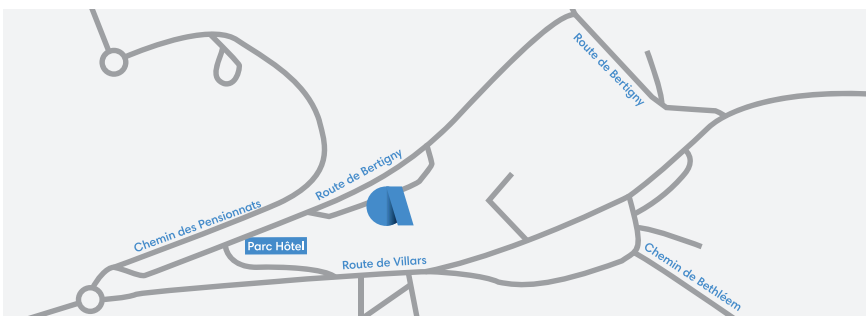 Route de Bertigny
Route de Bertigny
Chemin des Pensionnats
Parc Hôtel
Route de Villars
Chemin de Bethléem